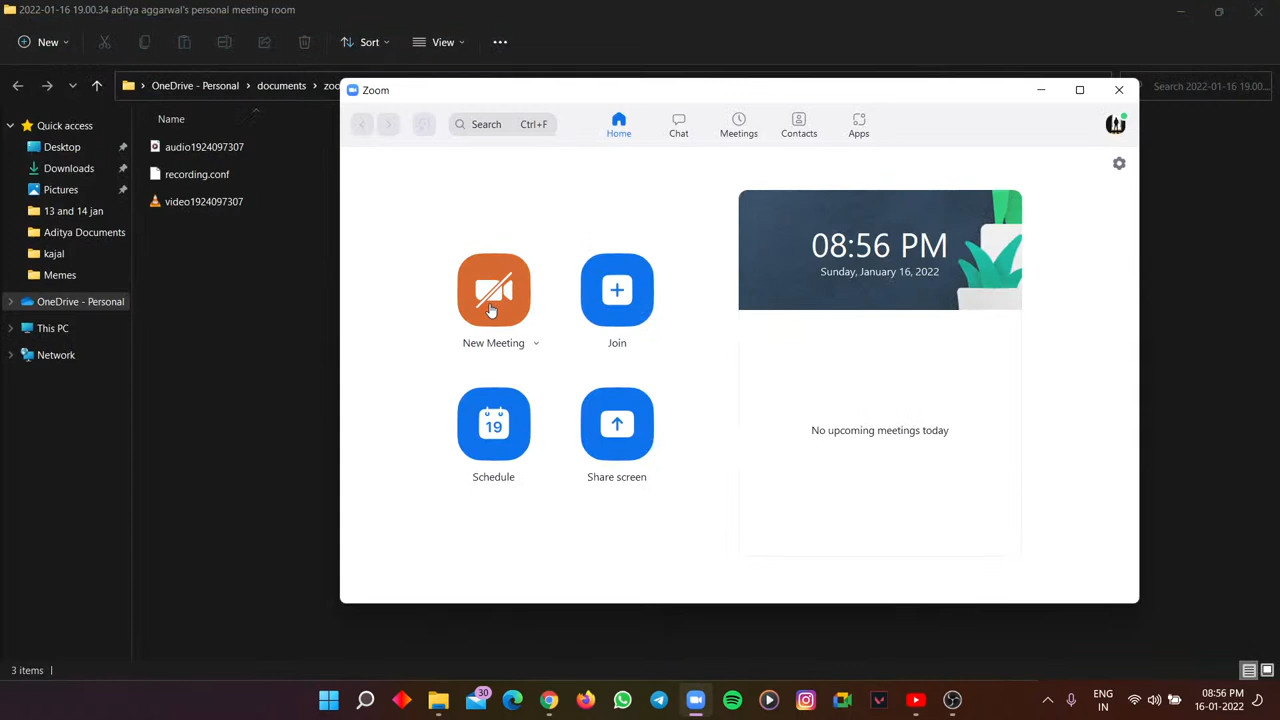 2022-01-16 19.00.34 aditya aggarwal's personal meeting room
New Sort View
OneDrive - Personal documents zoo Search 2022-01-16 19.00....
Zoom
Search Ctrl+F
Home Chat Meetings Contacts Apps
Name
Quick access
Desktop
Downloads
Pictures
13 and 14 jan
Aditya Documents
kajal
Memes
OneDrive - Personal
This PC
Network
audio1924097307
recording.conf
video1924097307
New Meeting Join
19
Schedule Share screen
08:56 PM
Sunday, January 16, 2022
No upcoming meetings today
3 items
30
ENG
IN
08:56 PM
16-01-2022